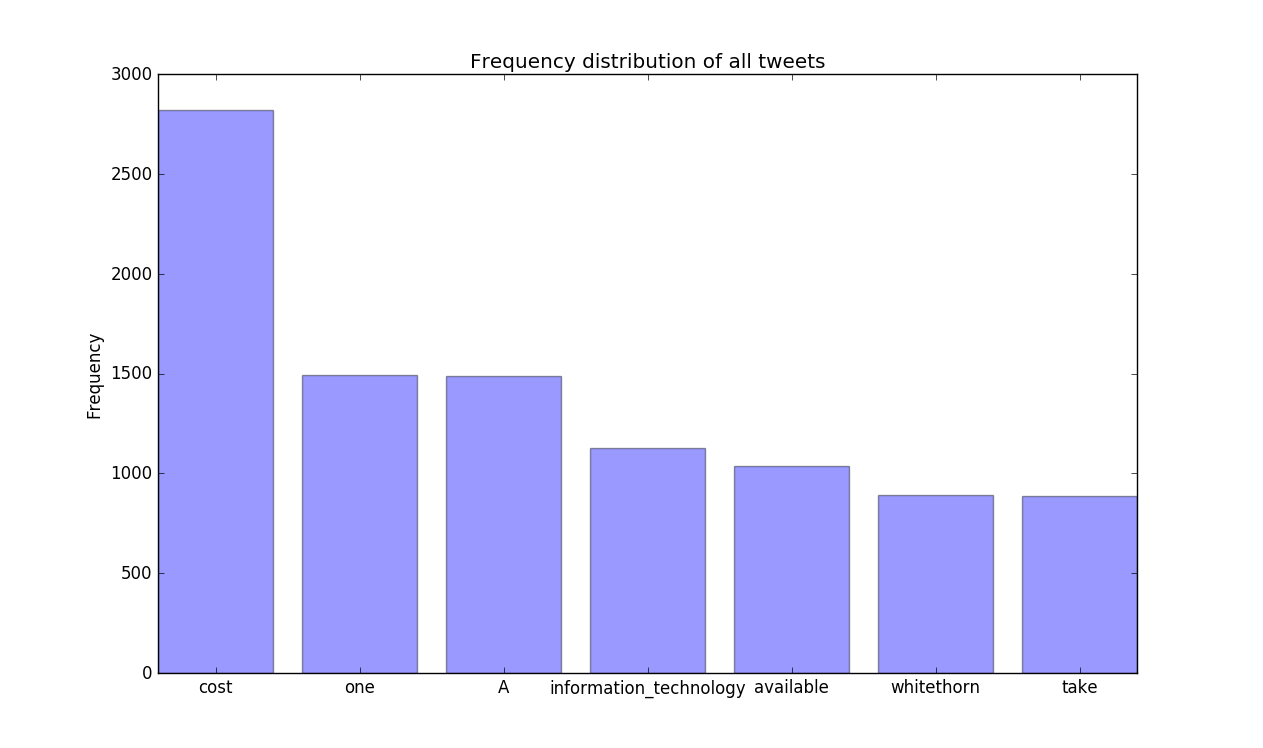 Frequency distribution of all tweets
3000
2500
2000
1500
1000
500
0
Frequency
cost one A information_technology available whitethorn take